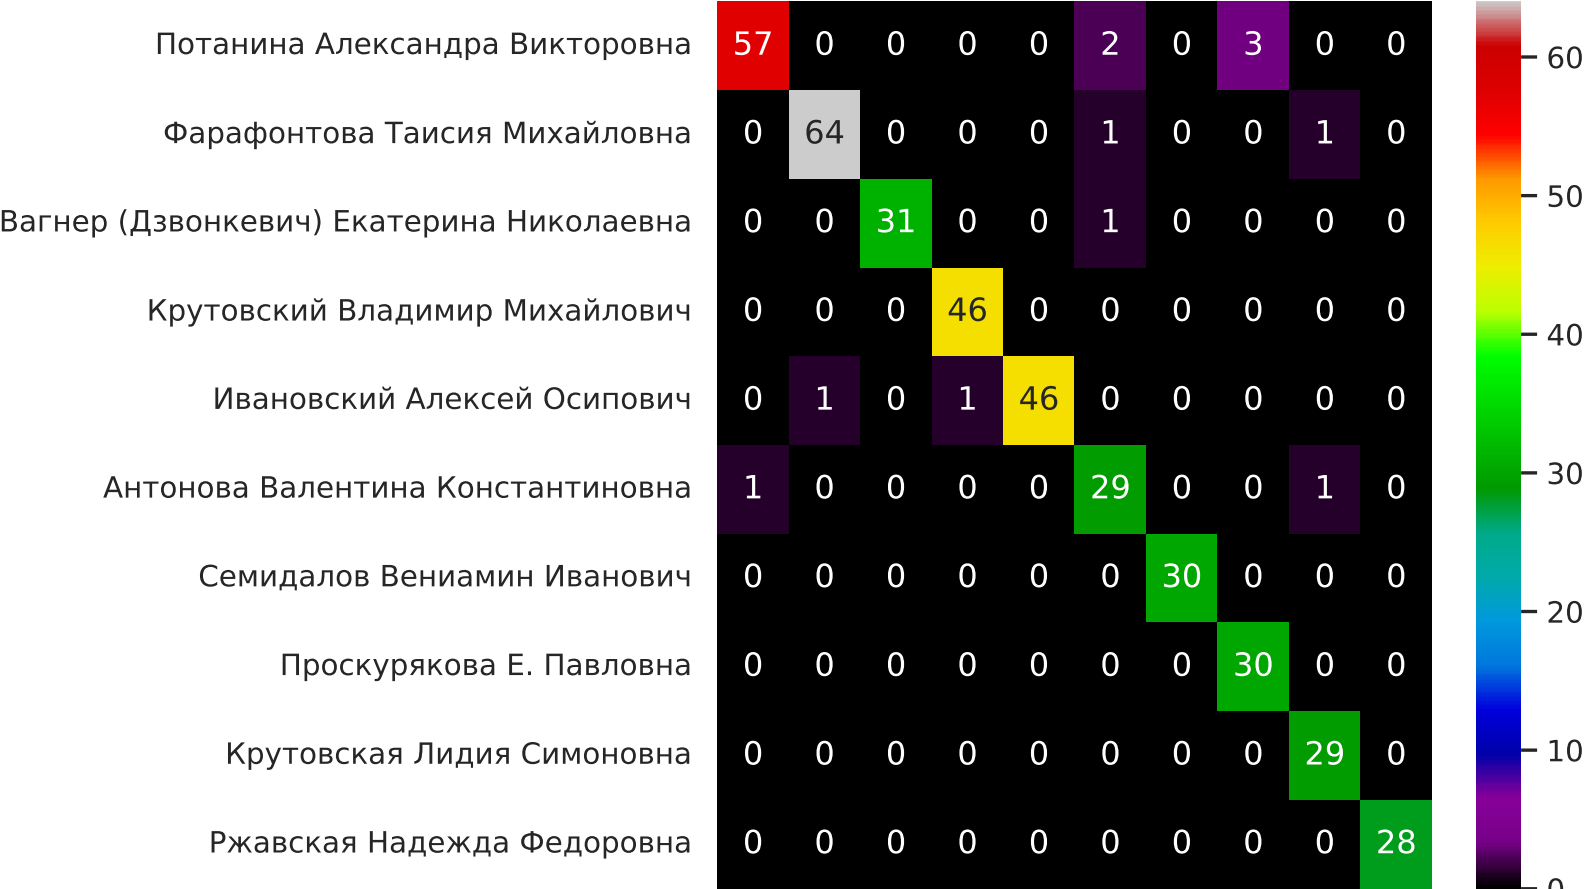 Потанина Александра Викторовна 57 0 0 0 0 2 0 3 0 0
60
Фарафонтова Таисия Михайловна 0 64 0 0 0 1 0 0 1 0
50
Вагнер (Дзвонкевич) Екатерина Николаевна 0 0 31 0 0 1 0 0 0 0
Крутовский Владимир Михайлович 0 0 0 46 0 0 0 0 0 0
40
Ивановский Алексей Осипович 0 1 0 1 46 0 0 0 0 0
30
Антонова Валентина Константиновна 1 0 0 0 0 29 0 0 1 0
Семидалов Вениамин Иванович 0 0 0 0 0 0 30 0 0 0
20
Проскурякова Е. Павловна 0 0 0 0 0 0 0 30 0 0
Крутовская Лидия Симоновна 0 0 0 0 0 0 0 0 29 0
10
Ржавская Надежда Федоровна 0 0 0 0 0 0 0 0 0 28
0